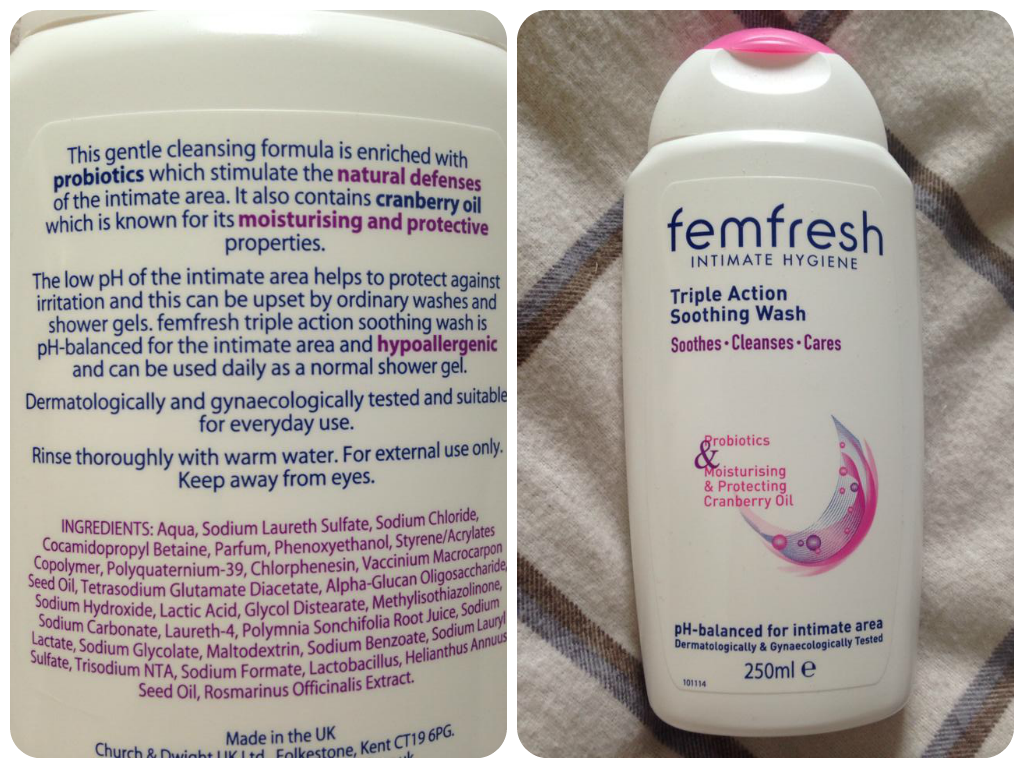 This gentle cleansing formula is enriched with
probiotics which stimulate the natural defenses
of the intimate area. It also contains cranberry oil
which is known for its moisturising and protective
properties.
The low pH of the intimate area helps to protect against
irritation and this can be upset by ordinary washes and
shower gels. femfresh triple action soothing wash is
pH-balanced for the intimate area and hypoallergenic
and can be used daily as a normal shower gel.
Dermatologically and gynaecologically tested and suitable
for everyday use.
Rinse thoroughly with warm water. For external use only.
Keep away from eyes.
INGREDIENTS: Aqua, Sodium Laureth Sulfate, Sodium Chloride,
Cocamidopropyl Betaine, Parfum, Phenoxyethanol, Styrene/Acrylates
Copolymer, Polyquaternium-39, Chlorphenesin, Vaccinium Macrocarpon
Seed Oil, Tetrasodium Glutamate Diacetate, Alpha-Glucan Oligosaccharide,
Sodium Hydroxide, Lactic Acid, Glycol Distearate, Methylisothiazolinone,
Sodium Carbonate, Laureth-4, Polymnia Sonchifolia Root Juice, Sodium
Lactate, Sodium Glycolate, Maltodextrin, Sodium Benzoate, Sodium Lauryl
Sulfate, Trisodium NTA, Sodium Formate, Lactobacillus, Helianthus Annuus
Seed Oil, Rosmarinus Officinalis Extract.
Made in the UK
Church & Dwight UK Ltd., Folkestone, Kent CT19 6PG.
femfresh
INTIMATE HYGIENE
Triple Action
Soothing Wash
Soothes • Cleanses • Cares
Probiotics
&
Moisturising
& Protecting
Cranberry Oil
pH-balanced for intimate area
Dermatologically & Gynaecologically Tested
250ml ℮
101114